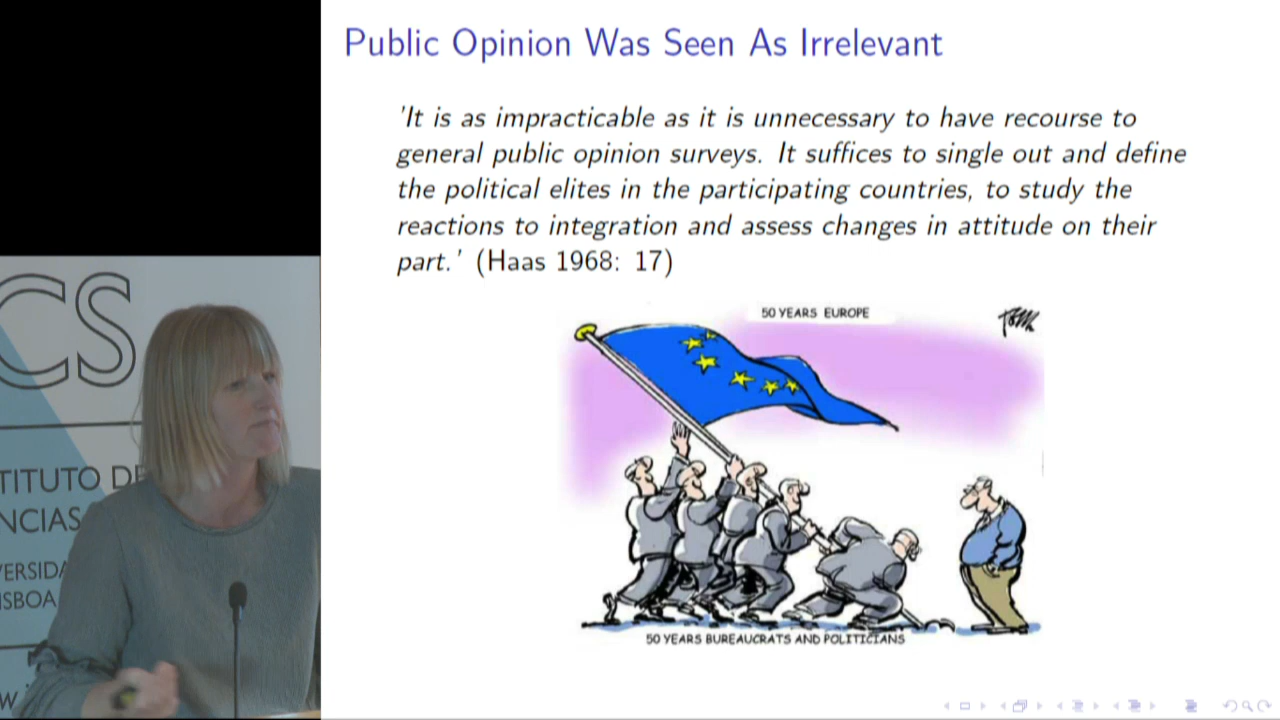 Public Opinion Was Seen As Irrelevant
'It is as impracticable as it is unnecessary to have recourse to
general public opinion surveys. It suffices to single out and define
the political elites in the participating countries, to study the
reactions to integration and assess changes in attitude on their
part.' (Haas 1968: 17)
50 YEARS EUROPE
50 YEARS BUREAUCRATS AND POLITICIANS
CS
TITUTO DE
NCIAS
VERSIDA
ISBOA